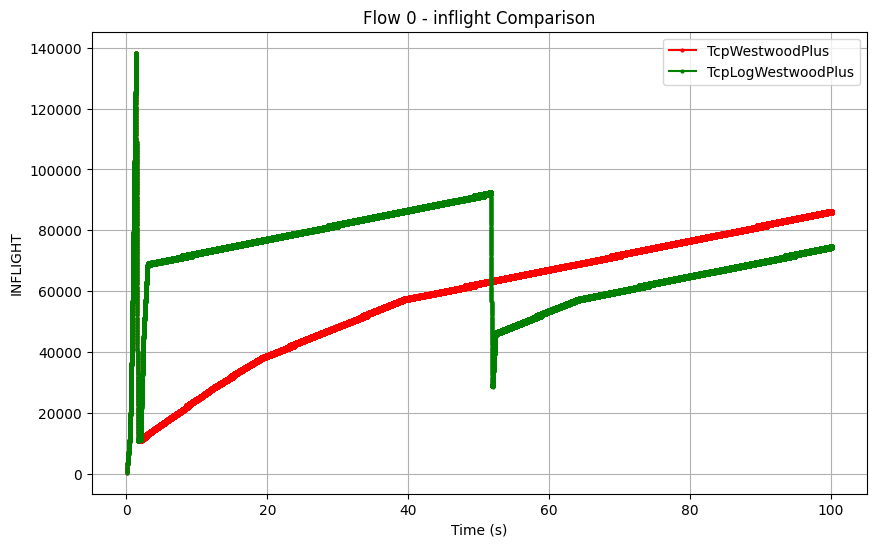 Flow 0 - inflight Comparison
TcpWestwoodPlus
TcpLogWestwoodPlus
INFLIGHT
140000
120000
100000
80000
60000
40000
20000
0
0 20 40 60 80 100
Time (s)